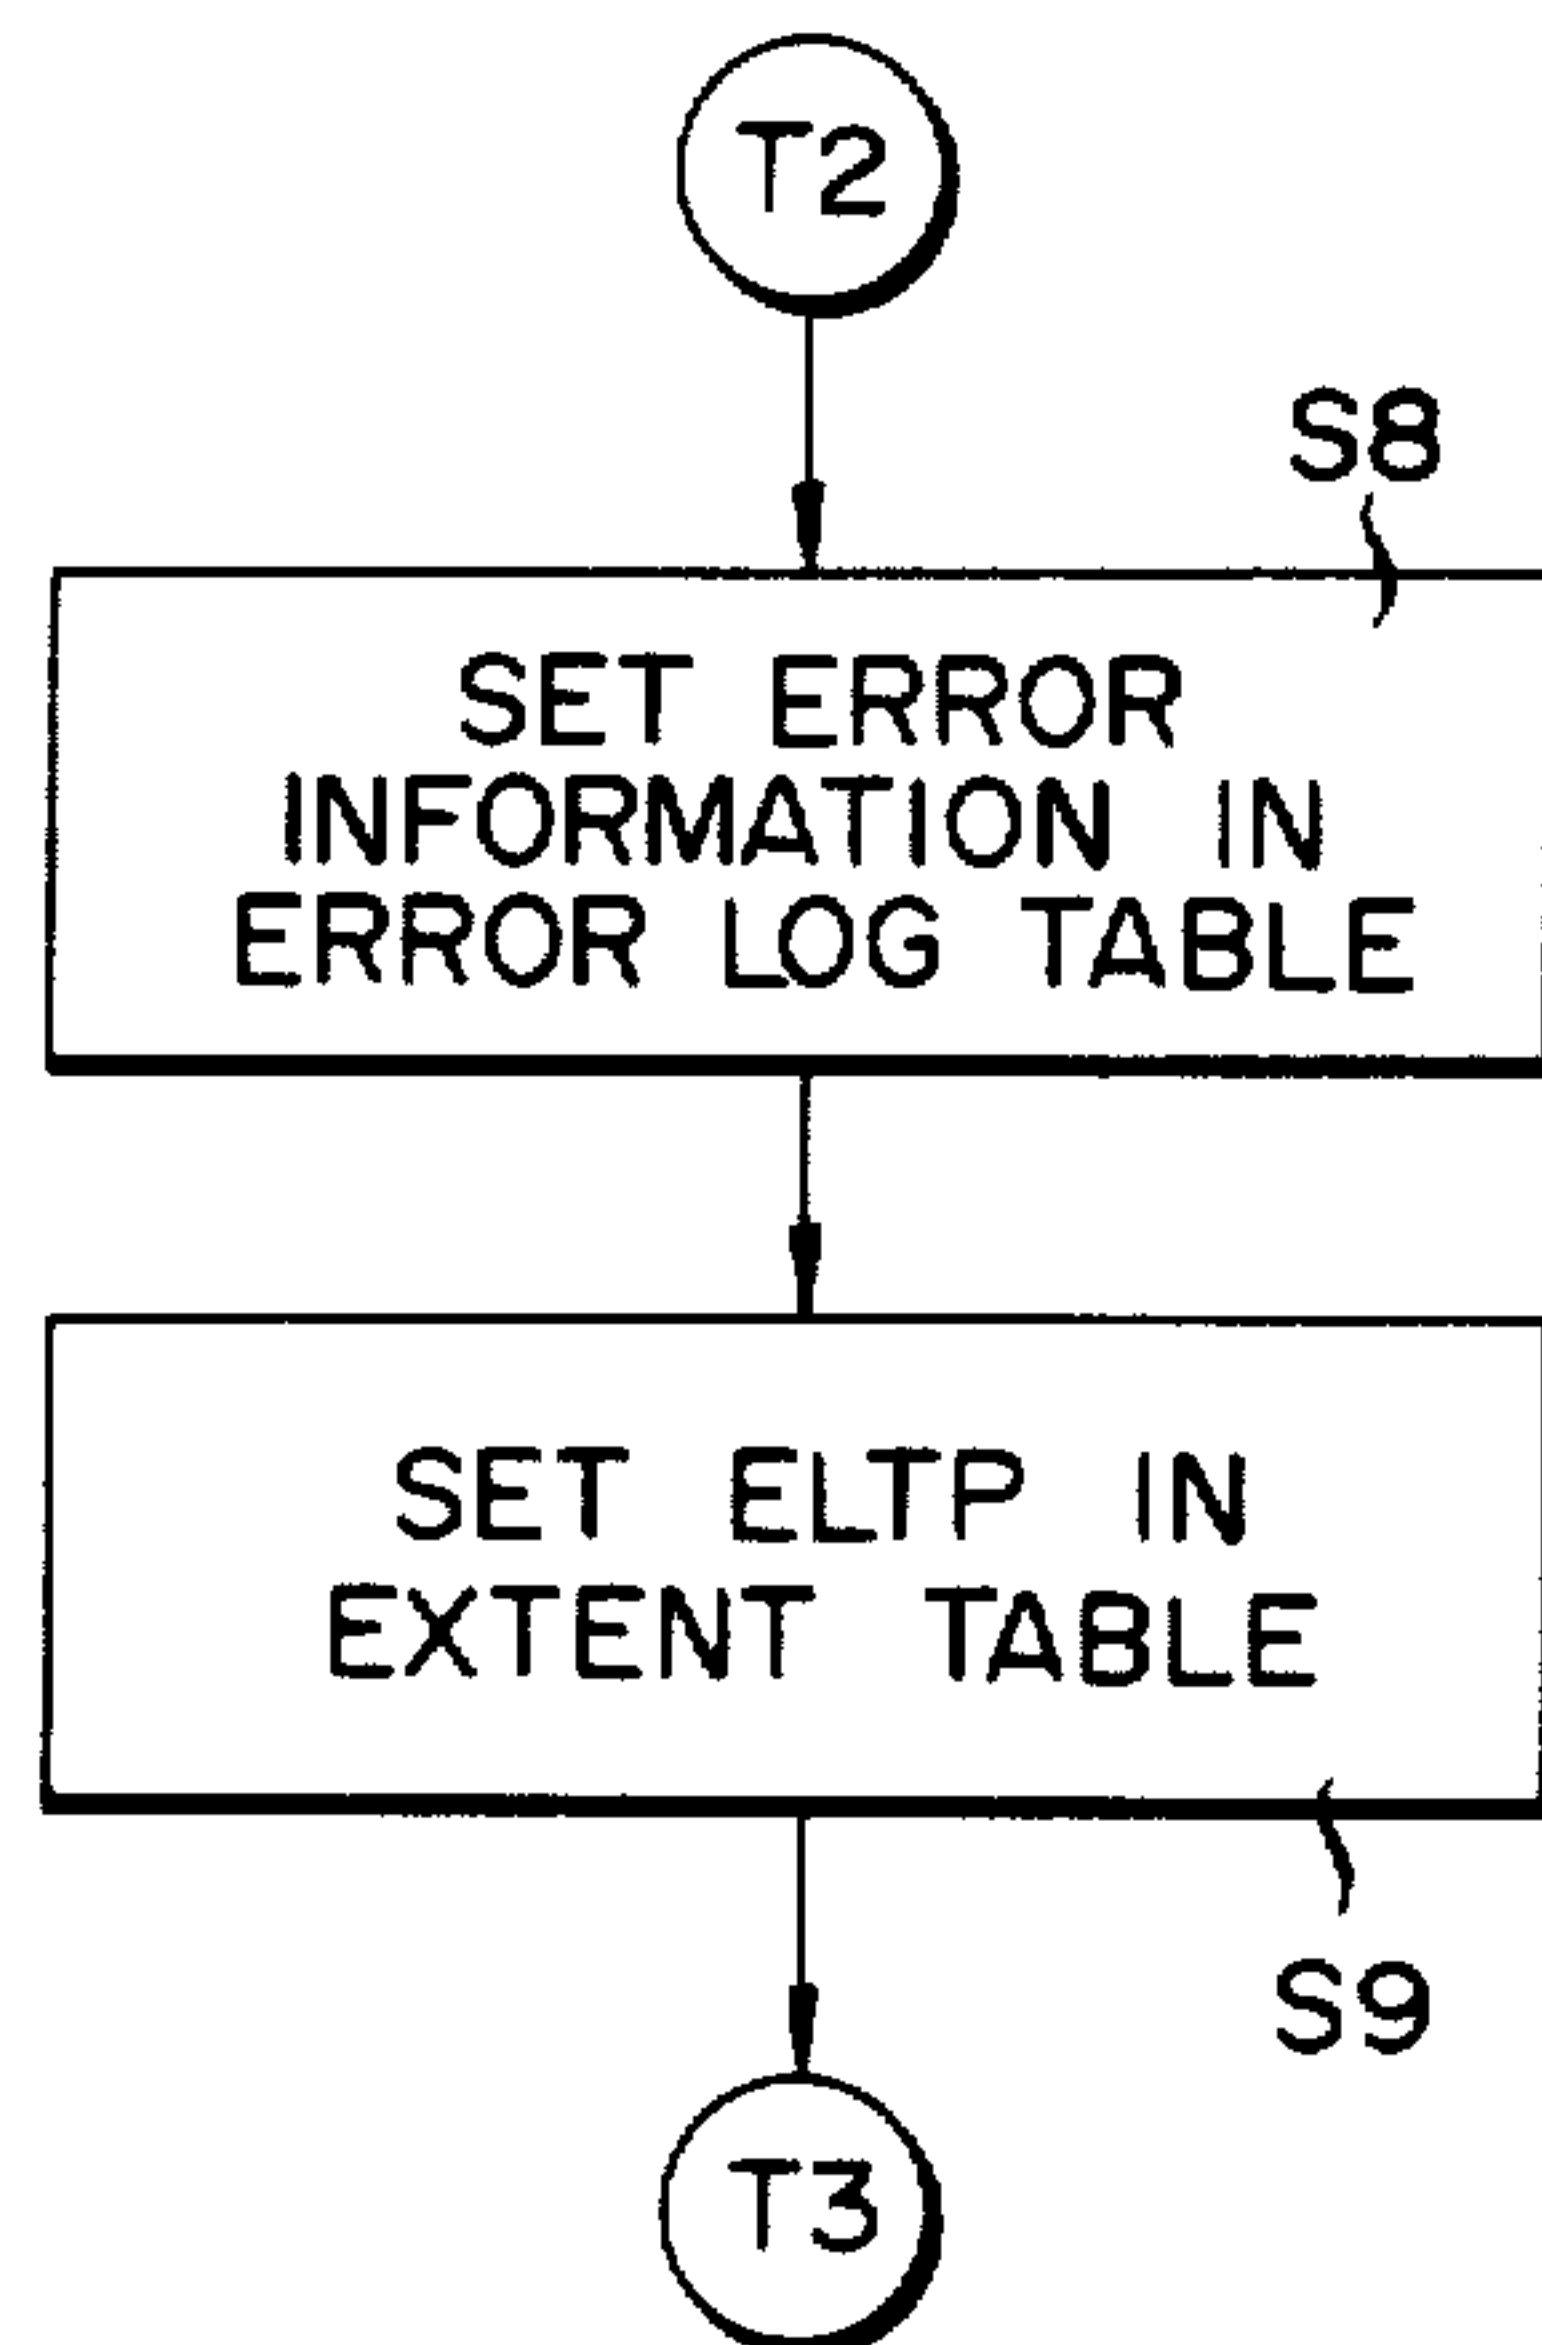 T2
S8
SET ERROR
INFORMATION IN
ERROR LOG TABLE
SET ELTP IN
EXTENT TABLE
S9
T3